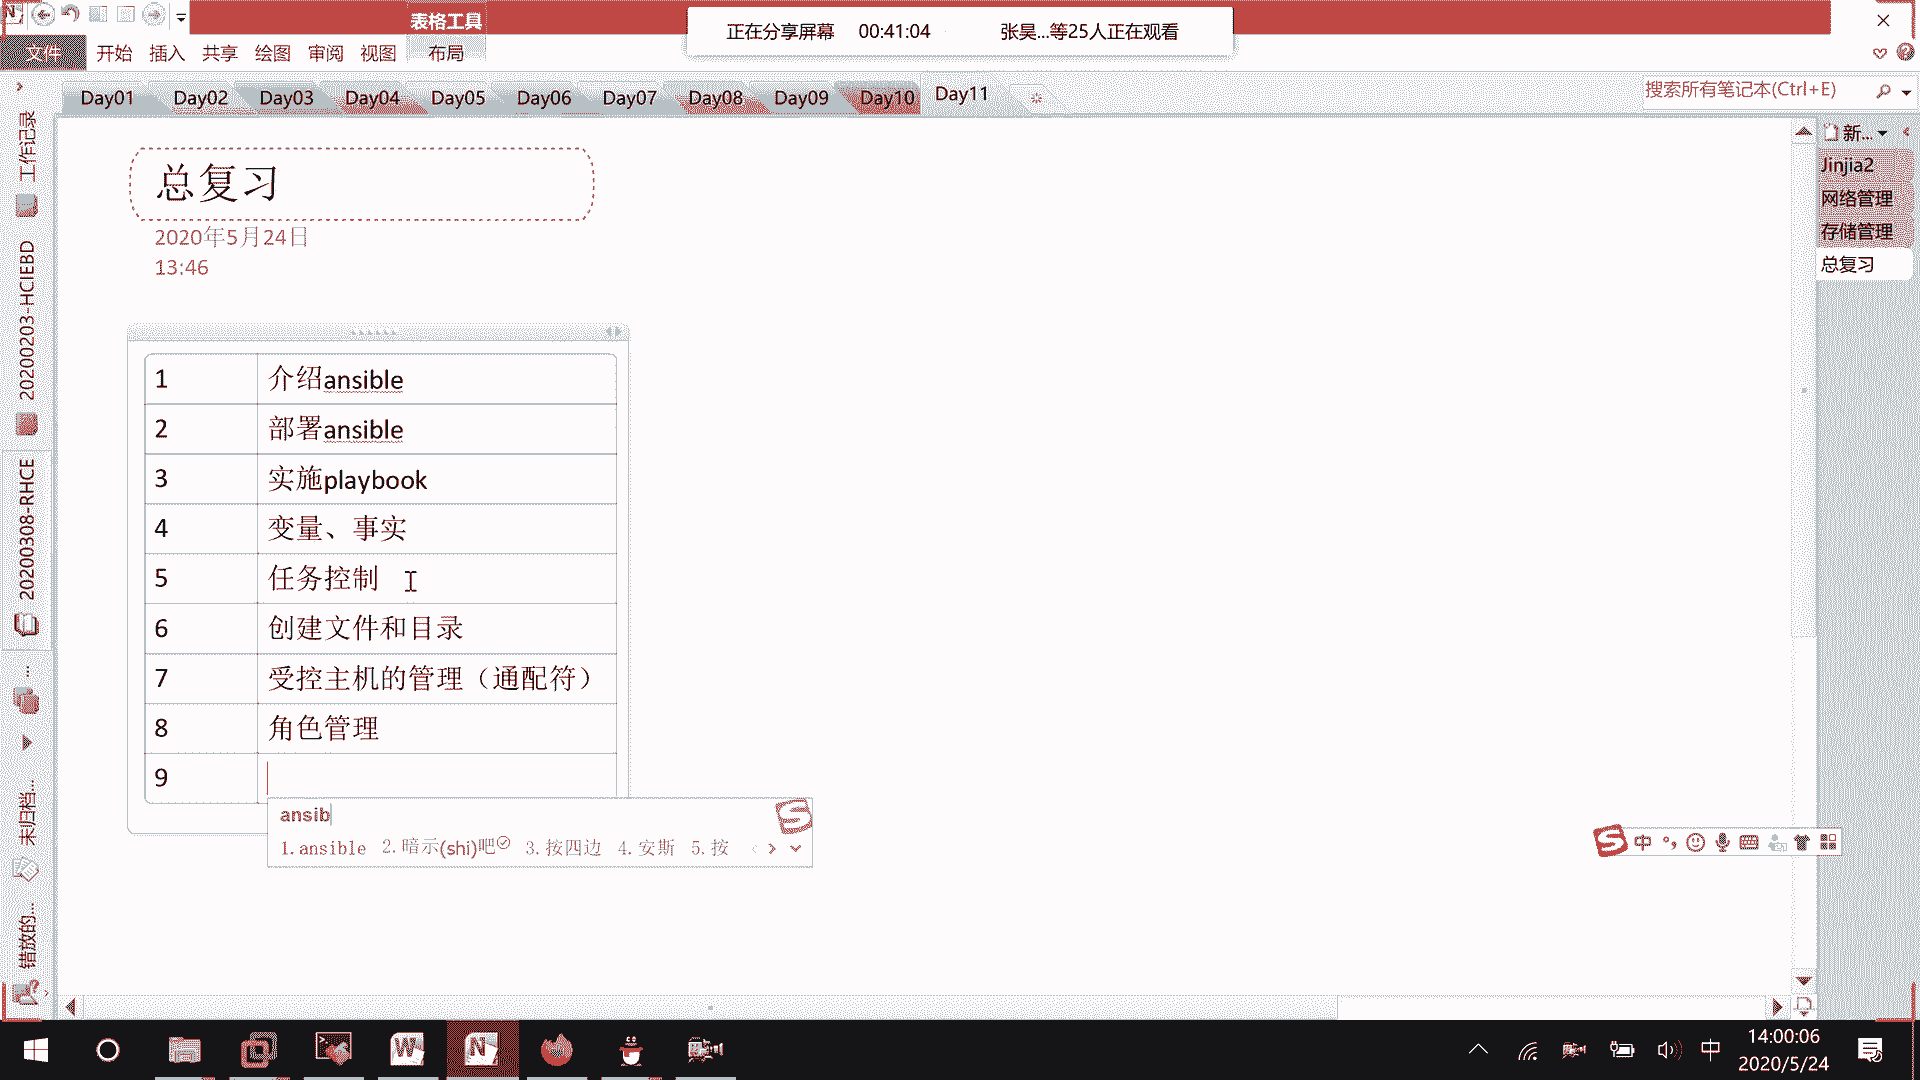 表格工具
正在分享屏幕 00:41:04 张昊...等25人正在观看
文件 开始 插入 共享 绘图 审阅 视图 布局
Day01 Day02 Day03 Day04 Day05 Day06 Day07 Day08 Day09 Day10 Day11
搜索所有笔记本(Ctrl+E)
工作记录
20200203-HCIEBD
20200308-RHCE
...
未归档...
错放的...
新...
Jinjia2
网络管理
存储管理
总复习
总复习
2020年5月24日
13:46
1 介绍ansible
2 部署ansible
3 实施playbook
4 变量、事实
5 任务控制
6 创建文件和目录
7 受控主机的管理（通配符）
8 角色管理
9
ansib
1.ansible 2.暗示(shi)吧 3.按四边 4.安斯 5.按
中
中
14:00:06
2020/5/24